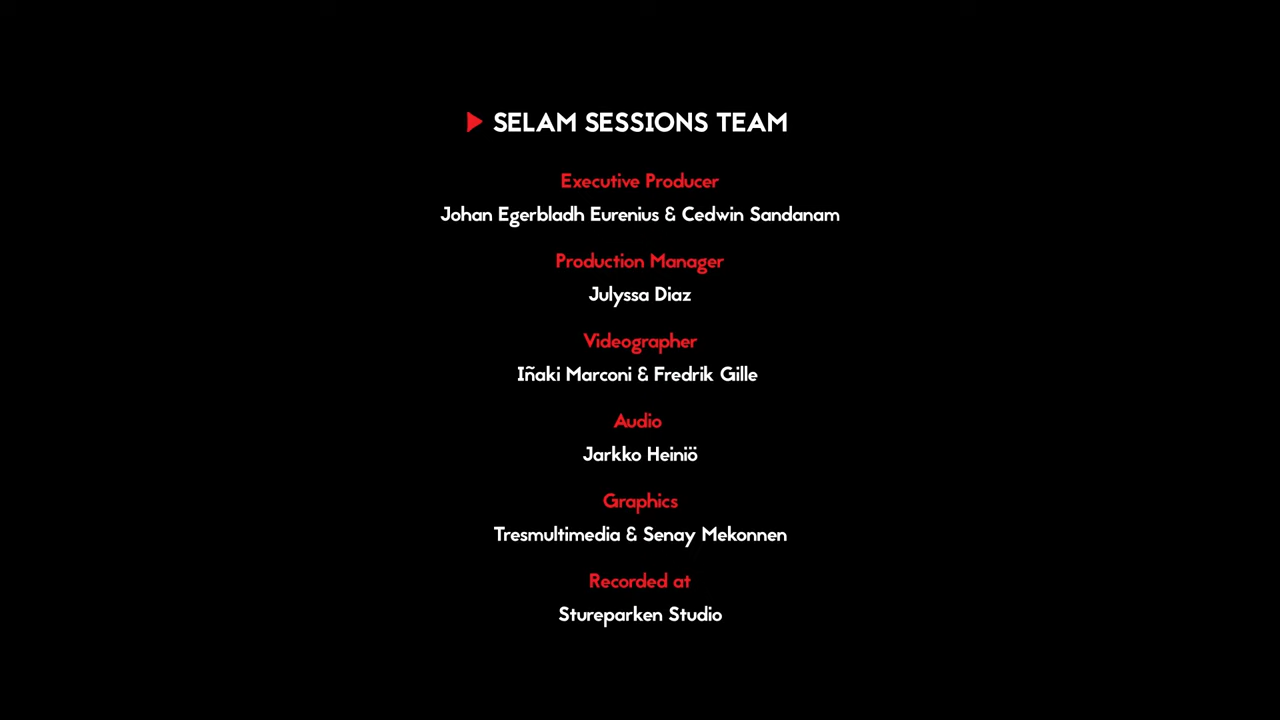 SELAM SESSIONS TEAM
Executive Producer
Johan Egerbladh Eurenius & Cedwin Sandanam
Production Manager
Julyssa Diaz
Videographer
Iñaki Marconi & Fredrik Gille
Audio
Jarkko Heiniö
Graphics
Tresmultimedia & Senay Mekonnen
Recorded at
Stureparken Studio